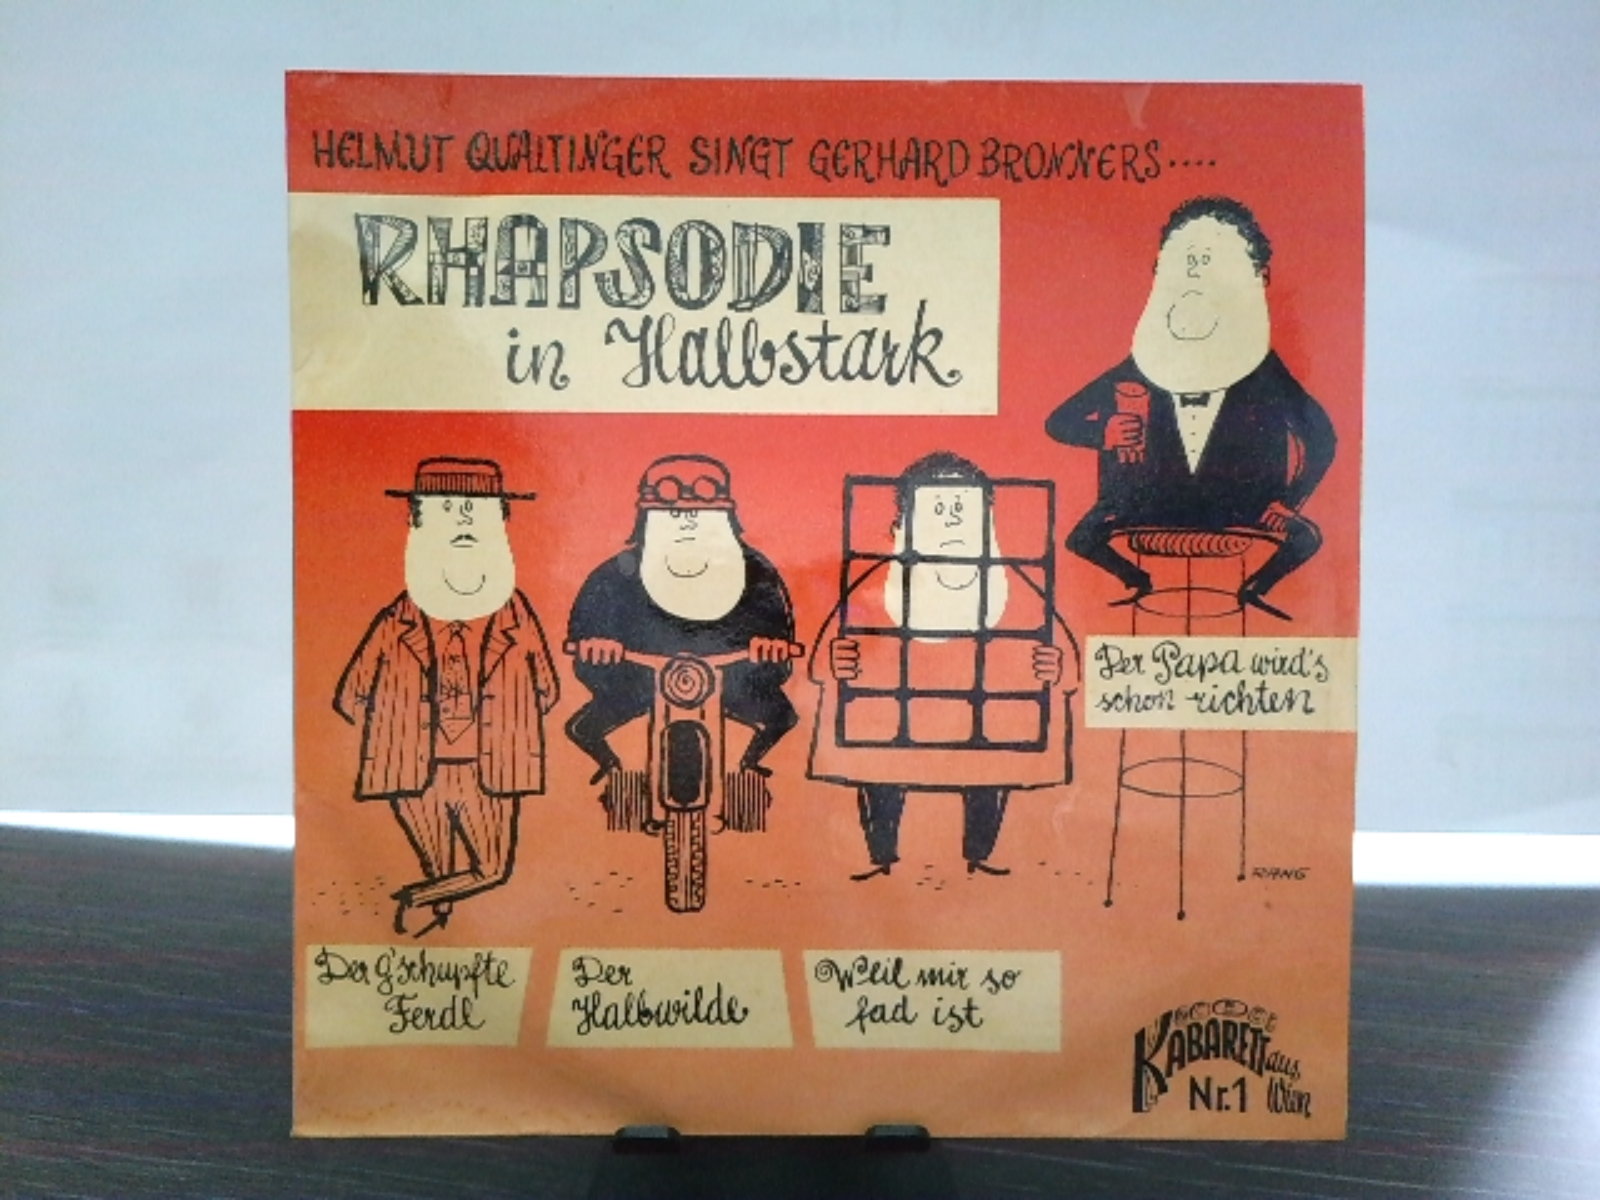 HELMUT QUALTINGER SINGT GERHARD BRONNERS....
RHAPSODIE
in Halbstark
Der Papa wird's
schon richten
Der G'schupfte
Ferdl
Der
Halbwilde
Weil mir so
fad ist
KABARETT aus
Nr.1 Wien